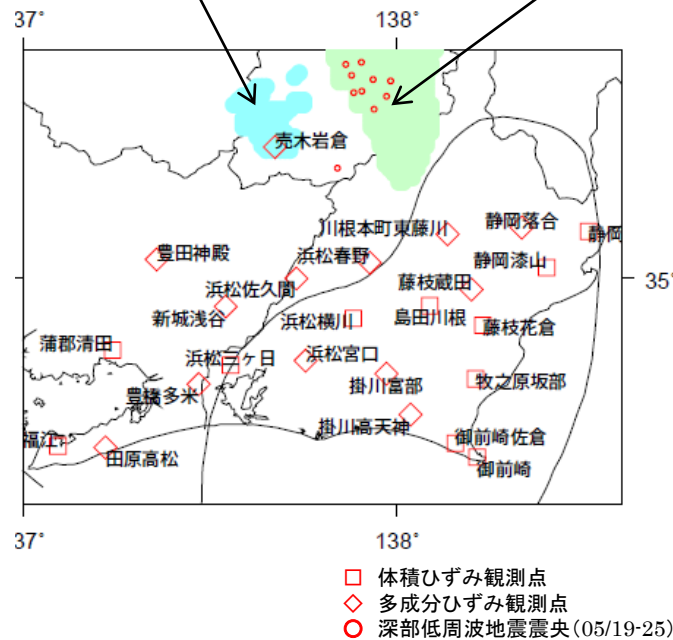 37°
138°
売木岩倉
川根本町東藤川
静岡落合
静岡
豊田神殿
浜松春野
静岡漆山
35°
浜松佐久間
藤枝蔵田
新城浅谷
浜松横川
島田川根
藤枝花倉
蒲郡清田
浜松三ヶ日
浜松宮口
豊橋多米
掛川富部
牧之原坂部
掛川高天神
福江
田原高松
御前崎佐倉
御前崎
37°
138°
体積ひずみ観測点
多成分ひずみ観測点
深部低周波地震震央(05/19-25)